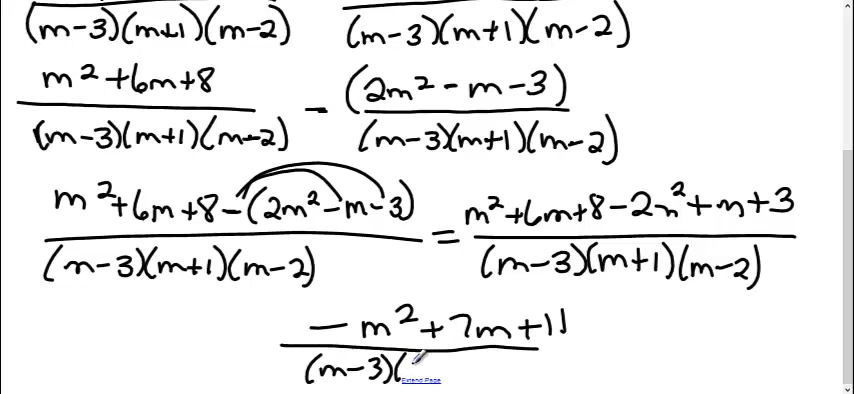 (m-3)(m+1)(m-2) (m-3)(m+1)(m-2)
m²+6m+8 - (2m²-m-3)
(m-3)(m+1)(m-2) (m-3)(m+1)(m-2)
m²+6m+8-(2m²-m-3) = m²+6m+8-2m²+m+3
(m-3)(m+1)(m-2) (m-3)(m+1)(m-2)
-m²+7m+11
(m-3)(
Extend Page